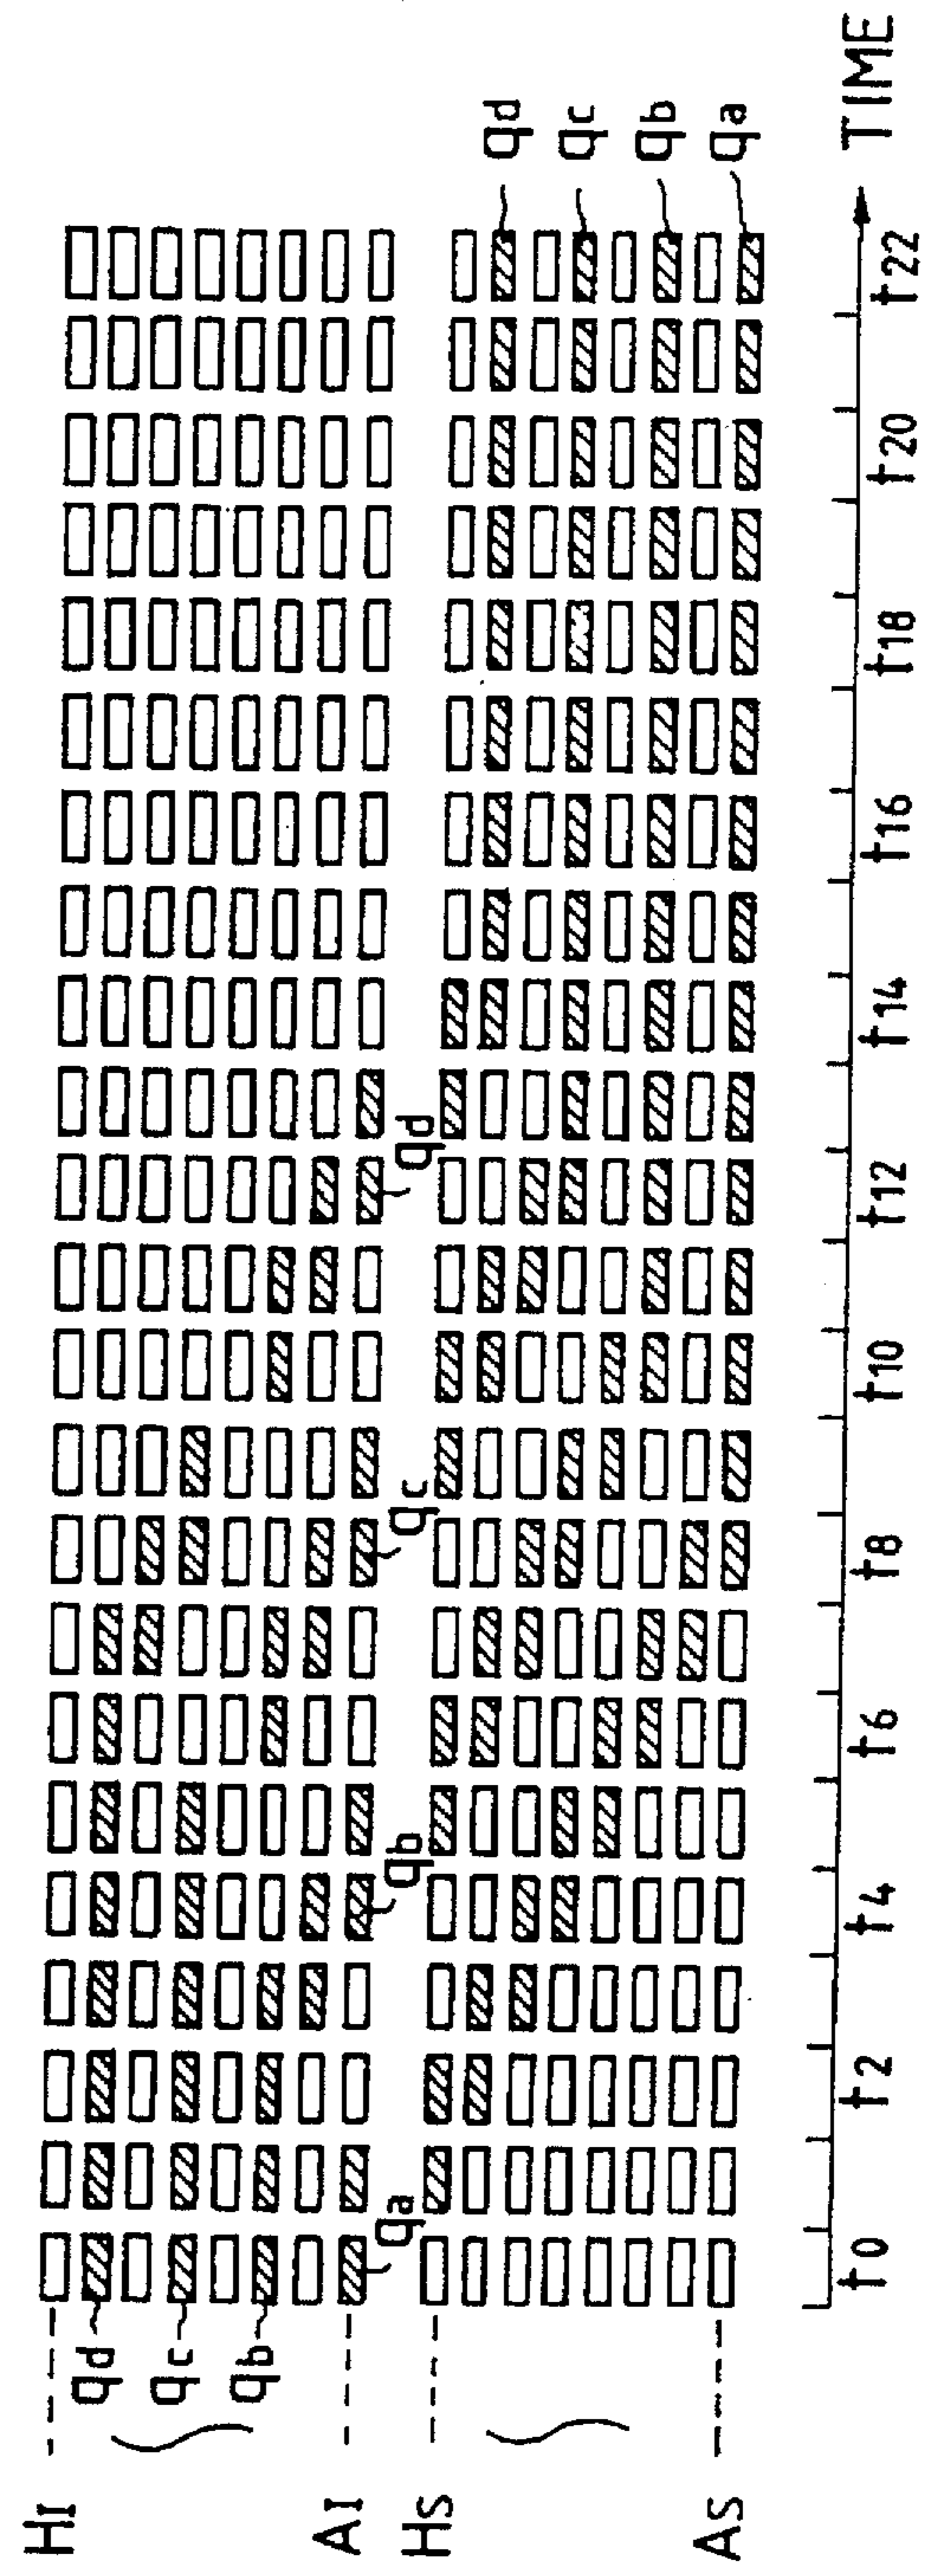 HI
qd
qc
qb
AI
qa
HS
AS
qb
qc
qd
qd
qc
qb
qa
t0 t2 t4 t6 t8 t10 t12 t14 t16 t18 t20 t22
TIME